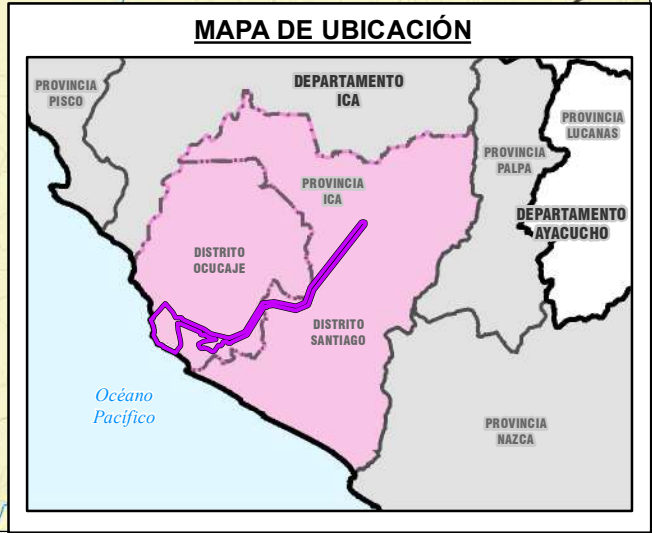 MAPA DE UBICACIÓN
PROVINCIA
PISCO
DEPARTAMENTO
ICA
PROVINCIA
LUCANAS
PROVINCIA
PALPA
PROVINCIA
ICA
DEPARTAMENTO
AYACUCHO
DISTRITO
OCUCAJE
DISTRITO
SANTIAGO
Océano
Pacífico
PROVINCIA
NAZCA